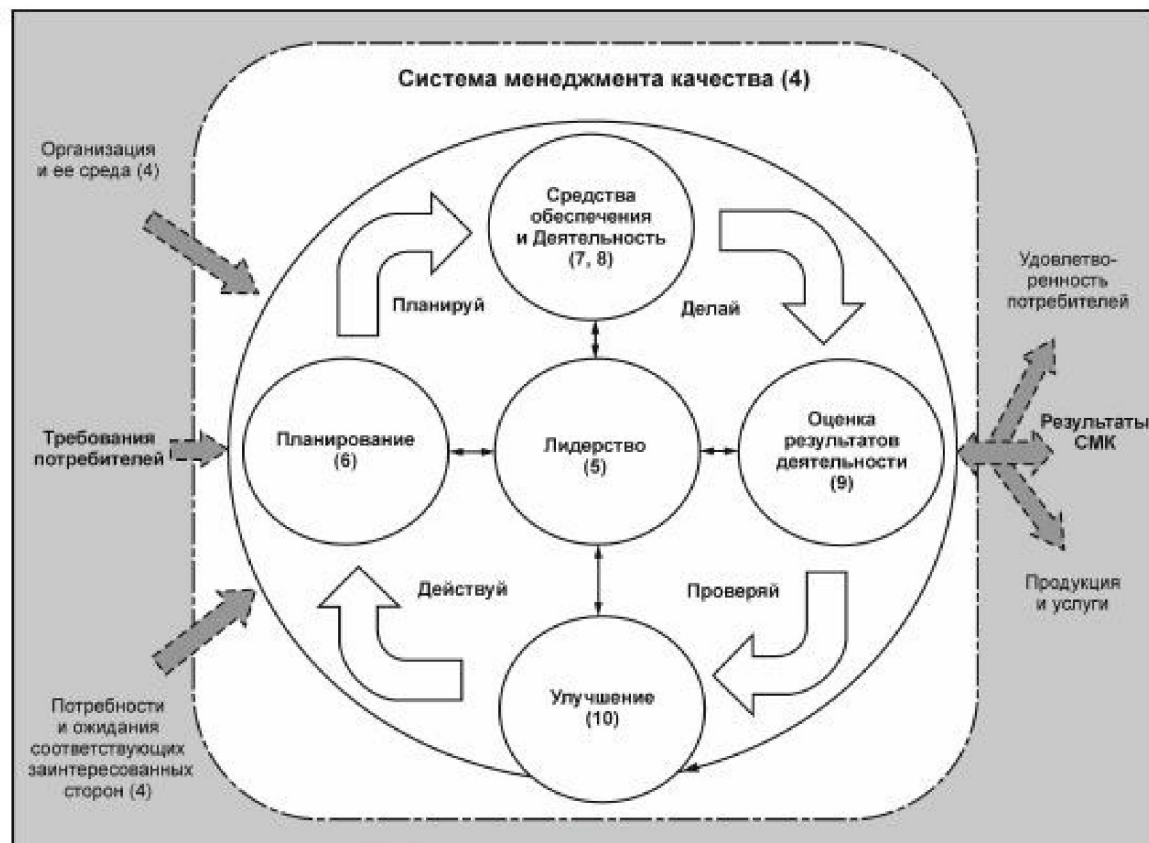 Система менеджмента качества (4)
Организация
и ее среда (4)
Средства
обеспечения
и Деятельность
(7, 8)
Удовлетво-
ренность
потребителей
Планируй
Делай
Требования
потребителей
Планирование
(6)
Лидерство
(5)
Оценка
результатов
деятельности
(9)
Результаты
СМК
Действуй
Проверяй
Продукция
и услуги
Потребности
и ожидания
соответствующих
заинтересованных
сторон (4)
Улучшение
(10)